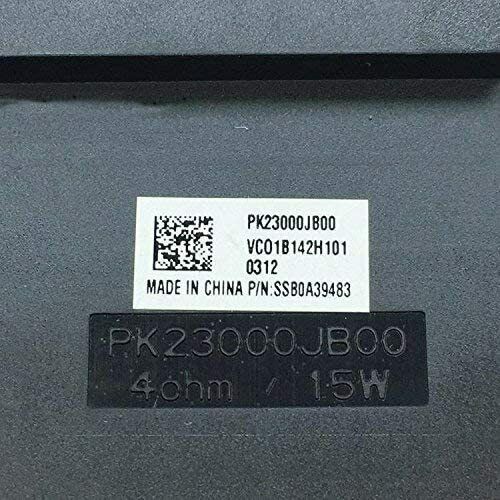 PK23000JB00
VC01B142H101
0312
MADE IN CHINA P/N:SSB0A39483
PK23000JB00
4ohm / 15W